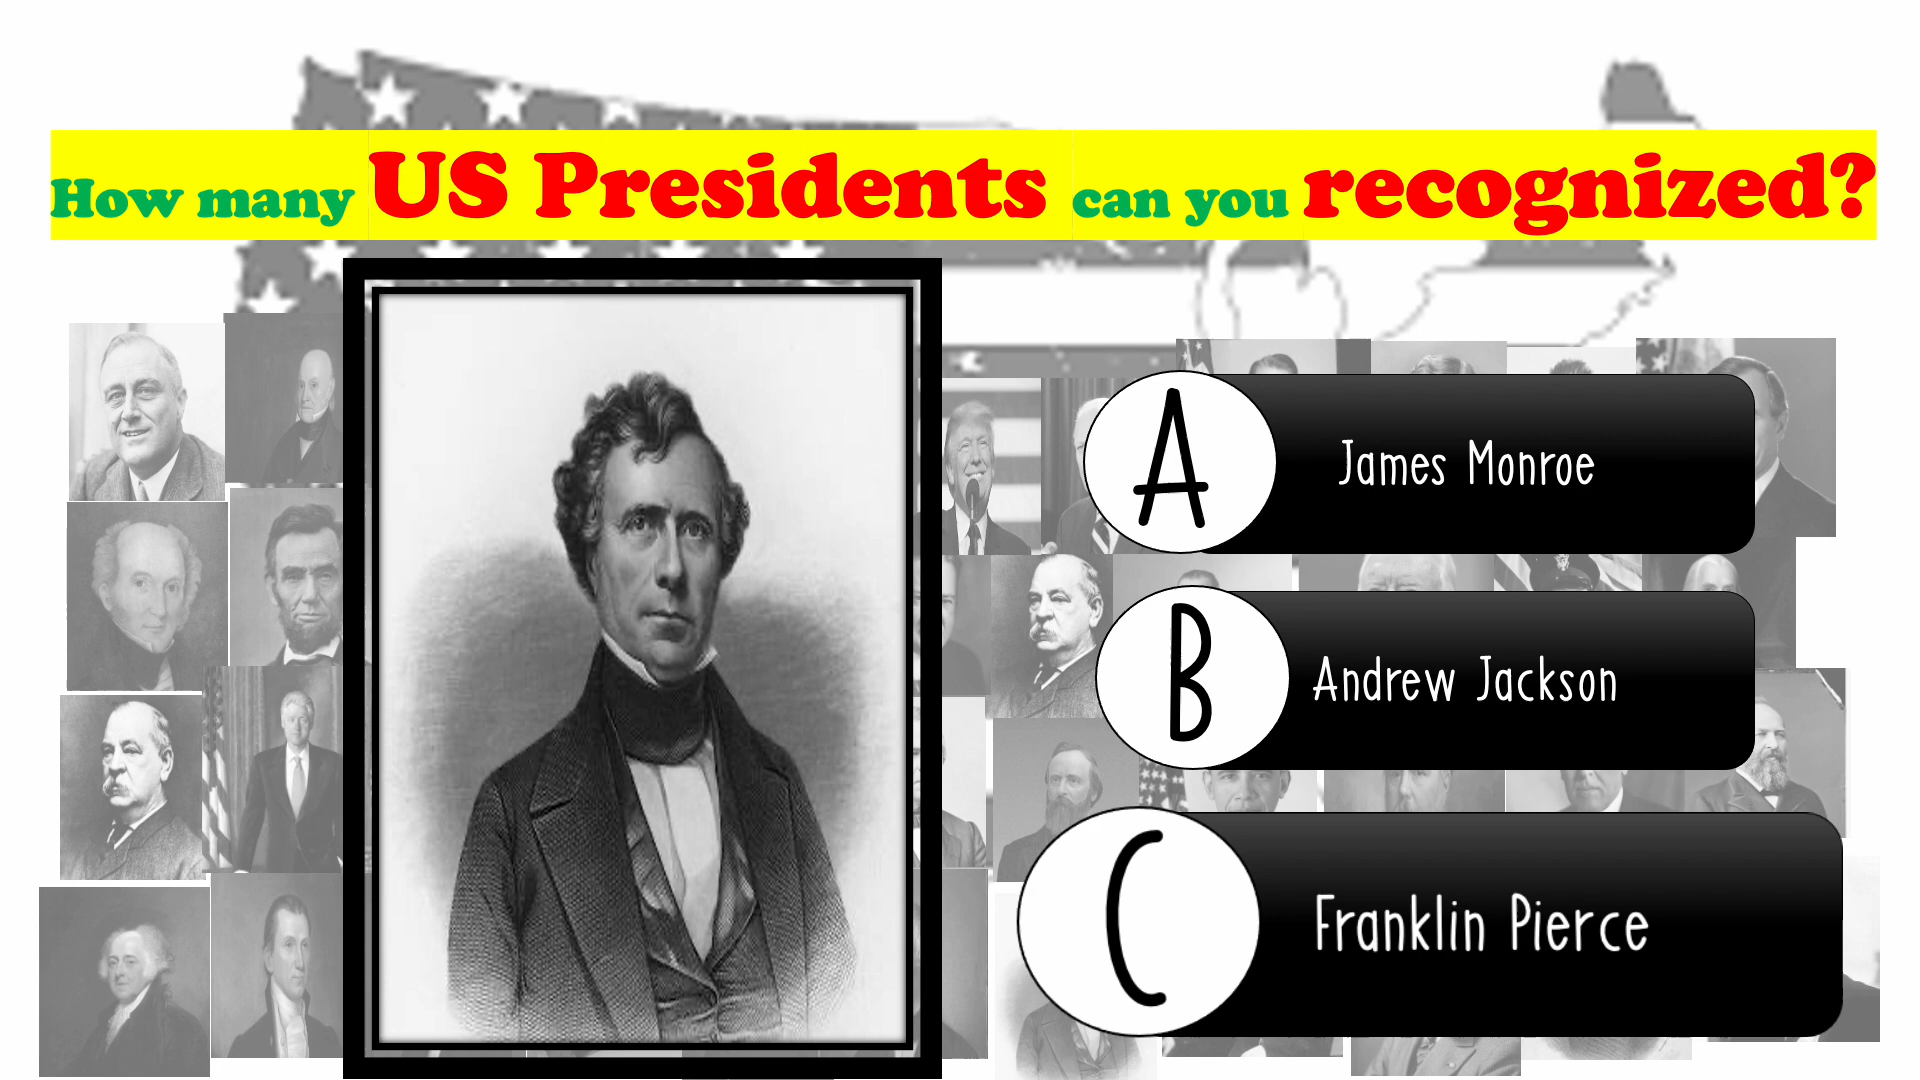 How many US Presidents can you recognized?
A James Monroe
B Andrew Jackson
C Franklin Pierce